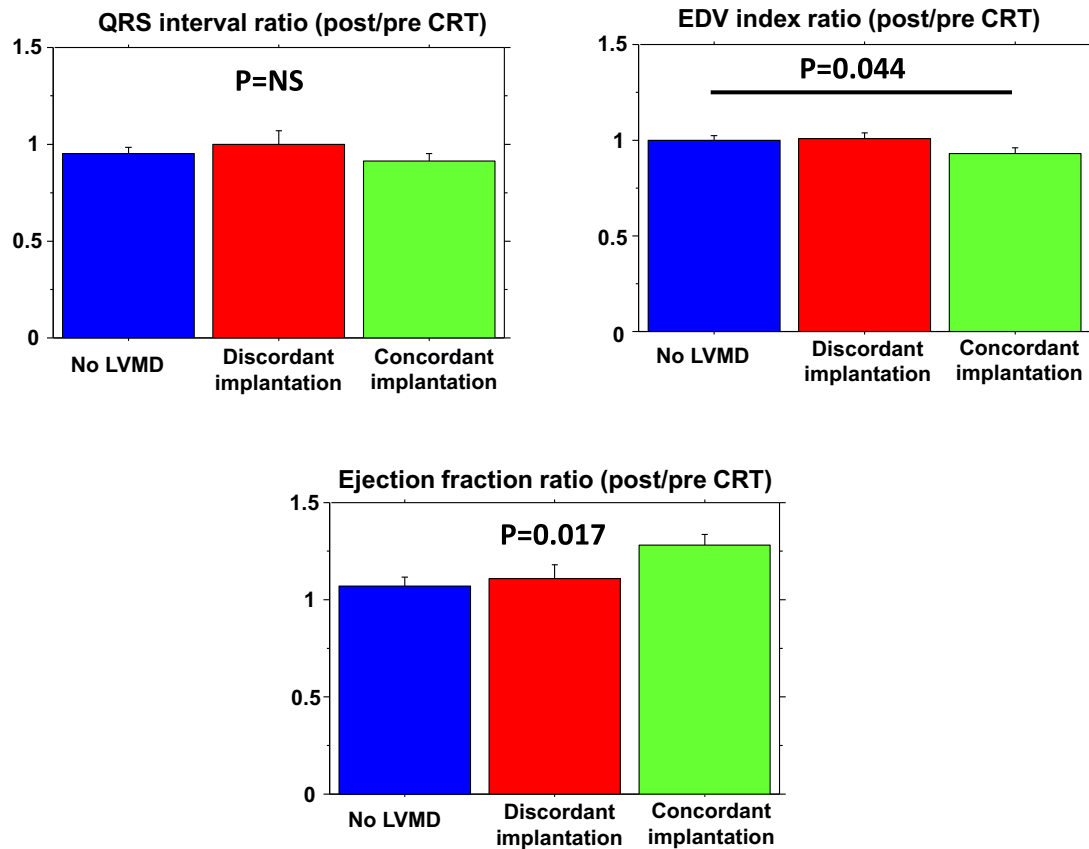 QRS interval ratio (post/pre CRT)
1.5
P=NS
1
0.5
0
No LVMD
Discordant
implantation
Concordant
implantation
EDV index ratio (post/pre CRT)
1.5
P=0.044
1
0.5
0
No LVMD
Discordant
implantation
Concordant
implantation
Ejection fraction ratio (post/pre CRT)
1.5
P=0.017
1
0.5
0
No LVMD
Discordant
implantation
Concordant
implantation